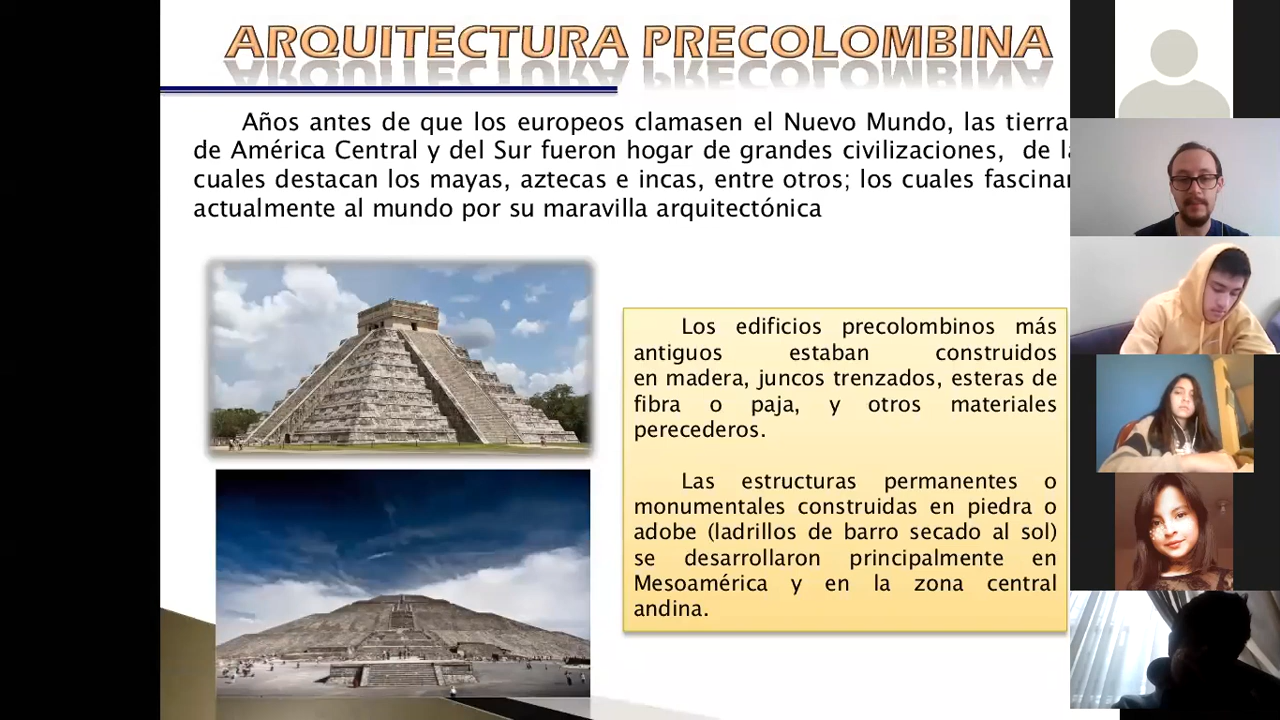 ARQUITECTURA PRECOLOMBINA
Años antes de que los europeos clamasen el Nuevo Mundo, las tierra
de América Central y del Sur fueron hogar de grandes civilizaciones, de l
cuales destacan los mayas, aztecas e incas, entre otros; los cuales fascinan
actualmente al mundo por su maravilla arquitectónica
Los edificios precolombinos más
antiguos estaban construidos
en madera, juncos trenzados, esteras de
fibra o paja, y otros materiales
perecederos.
Las estructuras permanentes o
monumentales construidas en piedra o
adobe (ladrillos de barro secado al sol)
se desarrollaron principalmente en
Mesoamérica y en la zona central
andina.